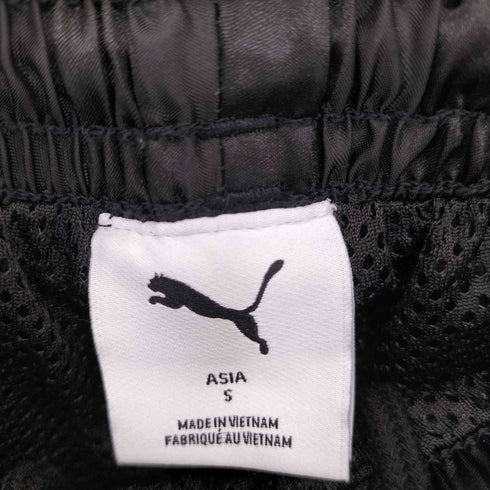 ASIA
S
MADE IN VIETNAM
FABRIQUÉ AU VIETNAM